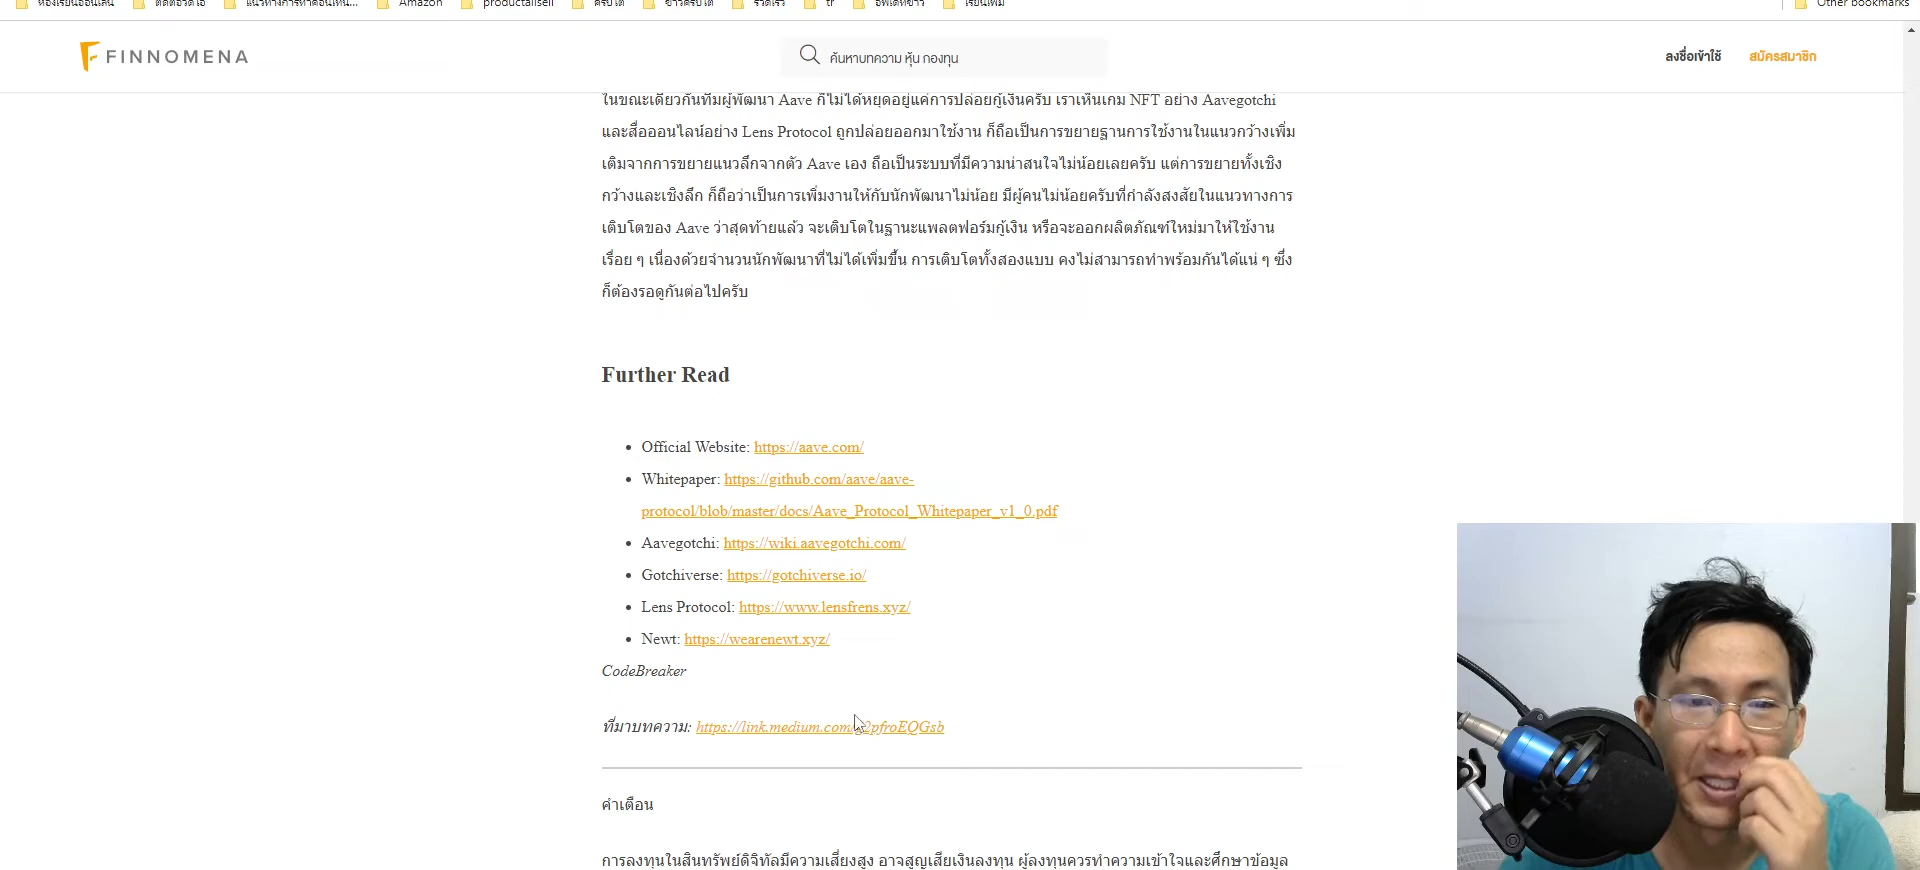 ห้องเรียนออนไลน์
ตัดต่อวิดีโอ
แนวทางการทำคอนเทน...
Amazon
productallsell
คริปโต
ข่าวคริปโต
รวดเร็ว
tr
อัพเดทข่าว
เรียนเพิ่ม
Other bookmarks
FINNOMENA
ค้นหาบทความ หุ้น กองทุน
ลงชื่อเข้าใช้
สมัครสมาชิก
ในขณะเดียวกันทีมผู้พัฒนา Aave ก็ไม่ได้หยุดอยู่แค่การปล่อยกู้เงินครับ เราเห็นเกม NFT อย่าง Aavegotchi
และสื่อออนไลน์อย่าง Lens Protocol ถูกปล่อยออกมาใช้งาน ก็ถือเป็นการขยายฐานการใช้งานในแนวกว้างเพิ่ม
เติมจากการขยายแนวลึกจากตัว Aave เอง ถือเป็นระบบที่มีความน่าสนใจไม่น้อยเลยครับ แต่การขยายทั้งเชิง
กว้างและเชิงลึก ก็ถือว่าเป็นการเพิ่มงานให้กับนักพัฒนาไม่น้อย มีผู้คนไม่น้อยครับที่กำลังสงสัยในแนวทางการ
เติบโตของ Aave ว่าสุดท้ายแล้ว จะเติบโตในฐานะแพลตฟอร์มกู้เงิน หรือจะออกผลิตภัณฑ์ใหม่มาให้ใช้งาน
เรื่อย ๆ เนื่องด้วยจำนวนนักพัฒนาที่ไม่ได้เพิ่มขึ้น การเติบโตทั้งสองแบบ คงไม่สามารถทำพร้อมกันได้แน่ ๆ ซึ่ง
ก็ต้องรอดูกันต่อไปครับ
Further Read
Official Website: https://aave.com/
Whitepaper: https://github.com/aave/aave-
protocol/blob/master/docs/Aave_Protocol_Whitepaper_v1_0.pdf
Aavegotchi: https://wiki.aavegotchi.com/
Gotchiverse: https://gotchiverse.io/
Lens Protocol: https://www.lensfrens.xyz/
Newt: https://wearenewt.xyz/
CodeBreaker
ที่มาบทความ:
คำเตือน
การลงทุนในสินทรัพย์ดิจิทัลมีความเสี่ยงสูง อาจสูญเสียเงินลงทุน ผู้ลงทุนควรทำความเข้าใจและศึกษาข้อมูล